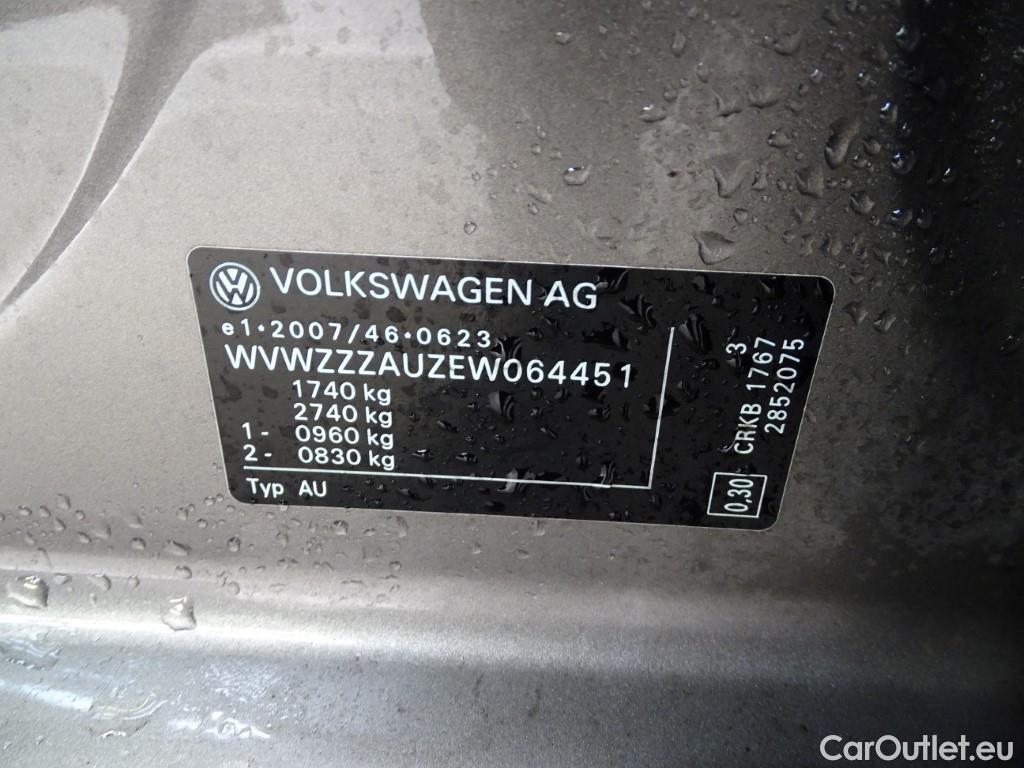 VOLKSWAGEN AG
e1*2007/46*0623
WVWZZZAUZEW064451
1740 kg
2740 kg
1- 0960 kg
2- 0830 kg
Typ AU
3
CRKB 1767
2852075
0,30
CarOutlet.eu